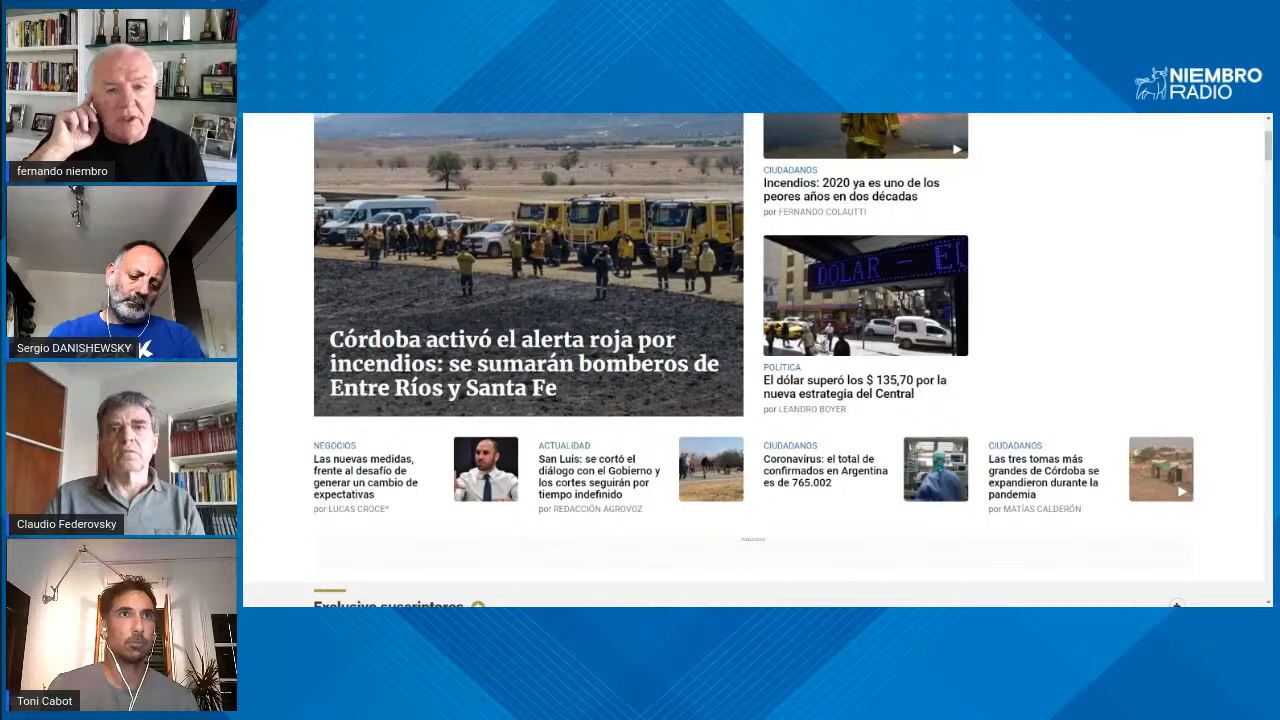 fernando niembro
Sergio DANISHEWSKY
Claudio Federovsky
Toni Cabot
NIEMBRO
RADIO
Córdoba activó el alerta roja por
incendios: se sumarán bomberos de
Entre Ríos y Santa Fe
CIUDADANOS
Incendios: 2020 ya es uno de los
peores años en dos décadas
por FERNANDO COLAUTTI
DOLAR - EU
POLÍTICA
El dólar superó los $ 135,70 por la
nueva estrategia del Central
por LEANDRO BOYER
NEGOCIOS
Las nuevas medidas,
frente al desafío de
generar un cambio de
expectativas
por LUCAS CROCE*
ACTUALIDAD
San Luis: se cortó el
diálogo con el Gobierno y
los cortes seguirán por
tiempo indefinido
por REDACCIÓN AGROVOZ
CIUDADANOS
Coronavirus: el total de
confirmados en Argentina
es de 765.002
CIUDADANOS
Las tres tomas más
grandes de Córdoba se
expandieron durante la
pandemia
por MATÍAS CALDERÓN
PUBLICIDAD
Exclusivo suscriptores